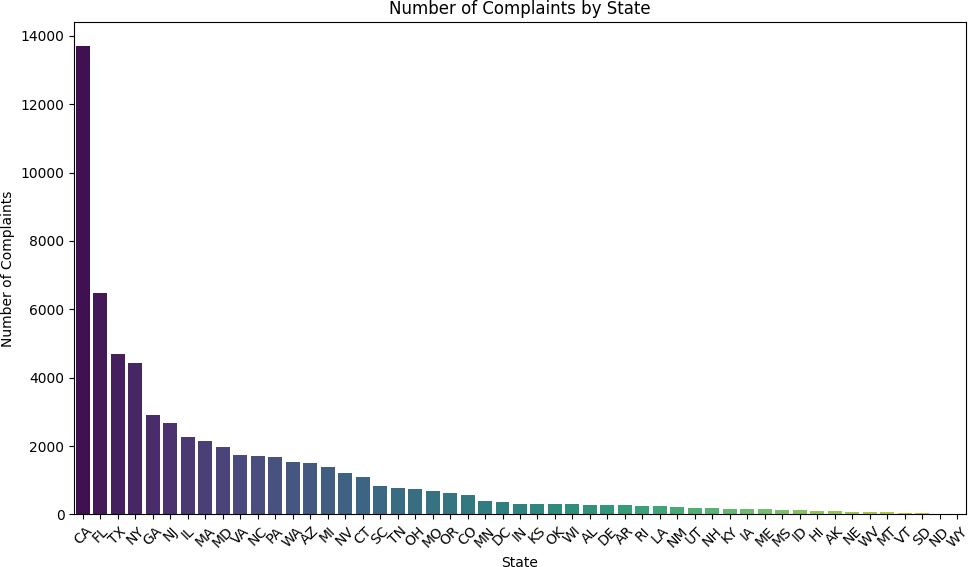 Number of Complaints by State
Number of Complaints
14000
12000
10000
8000
6000
4000
2000
0
CA FL TX NY GA NJ IL MA MD VA NC PA WA AZ MI NV CT SC TN OH MO OR CO MN DC IN KS OK WI AL DE AR RI LA NM UT NH KY IA ME MS ID HI AK NE WV MT VT SD ND WY
State